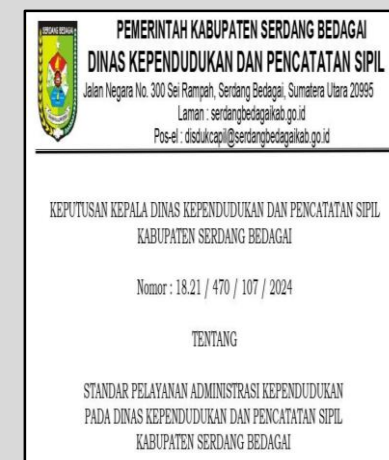 SERDANG BEDAGAI
PEMERINTAH KABUPATEN SERDANG BEDAGAI
DINAS KEPENDUDUKAN DAN PENCATATAN SIPIL
Jalan Negara No. 300 Sei Rampah, Serdang Bedagai, Sumatera Utara 20995
Laman : serdangbedagaikab.go.id
Pos-el : disdukcapil@serdangbedagaikab.go.id
KEPUTUSAN KEPALA DINAS KEPENDUDUKAN DAN PENCATATAN SIPIL
KABUPATEN SERDANG BEDAGAI
Nomor : 18.21 / 470 / 107 / 2024
TENTANG
STANDAR PELAYANAN ADMINISTRASI KEPENDUDUKAN
PADA DINAS KEPENDUDUKAN DAN PENCATATAN SIPIL
KABUPATEN SERDANG BEDAGAI